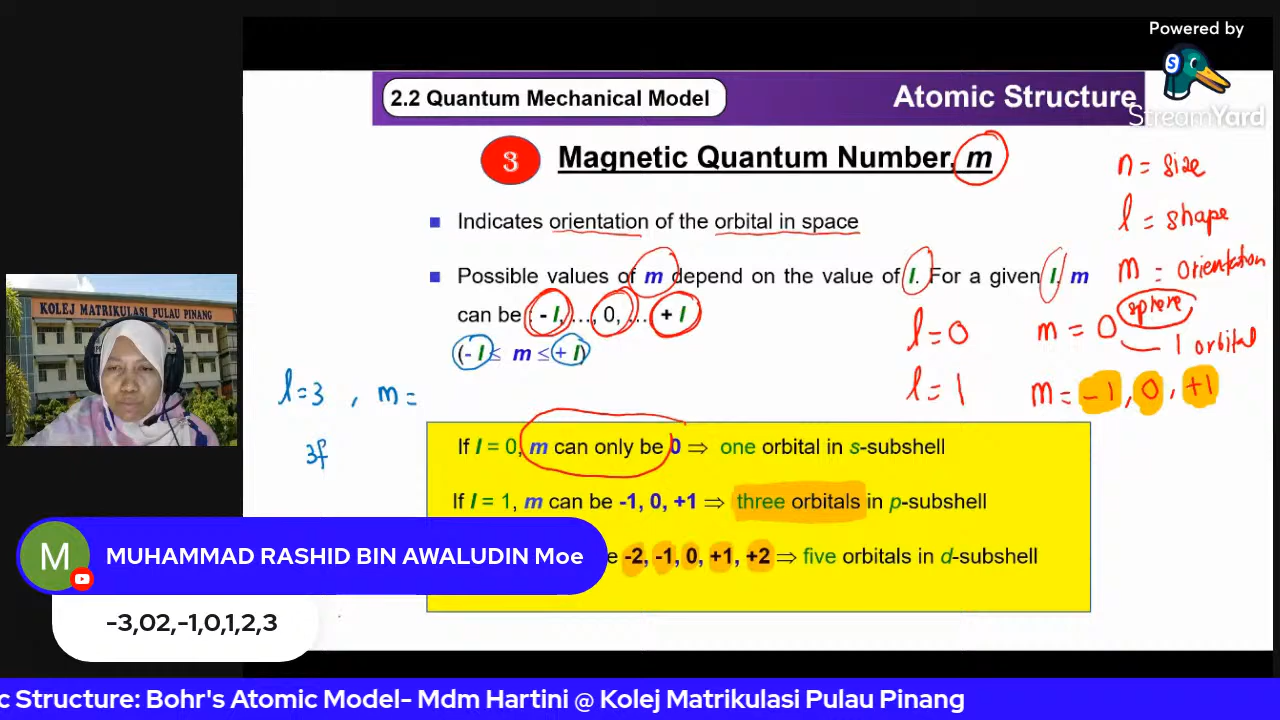 Powered by
StreamYard
2.2 Quantum Mechanical Model
Atomic Structure
3
Magnetic Quantum Number, m
n = size
l = shape
m = Orientation
Indicates orientation of the orbital in space
Possible values of m depend on the value of l. For a given l, m
can be : - l, ..., 0, ... + l
(- l ≤ m ≤ + l)
sphere
l = 0 m = 0
1 orbital
l = 1 m = -1, 0, +1
KOLEJ MATRIKULASI PULAU PINANG
l=3 , m=
3f
If l = 0, m can only be 0 ⇒ one orbital in s-subshell
If l = 1, m can be -1, 0, +1 ⇒ three orbitals in p-subshell
e -2, -1, 0, +1, +2 ⇒ five orbitals in d-subshell
M
MUHAMMAD RASHID BIN AWALUDIN Moe
-3,02,-1,0,1,2,3
c Structure: Bohr's Atomic Model- Mdm Hartini @ Kolej Matrikulasi Pulau Pinang